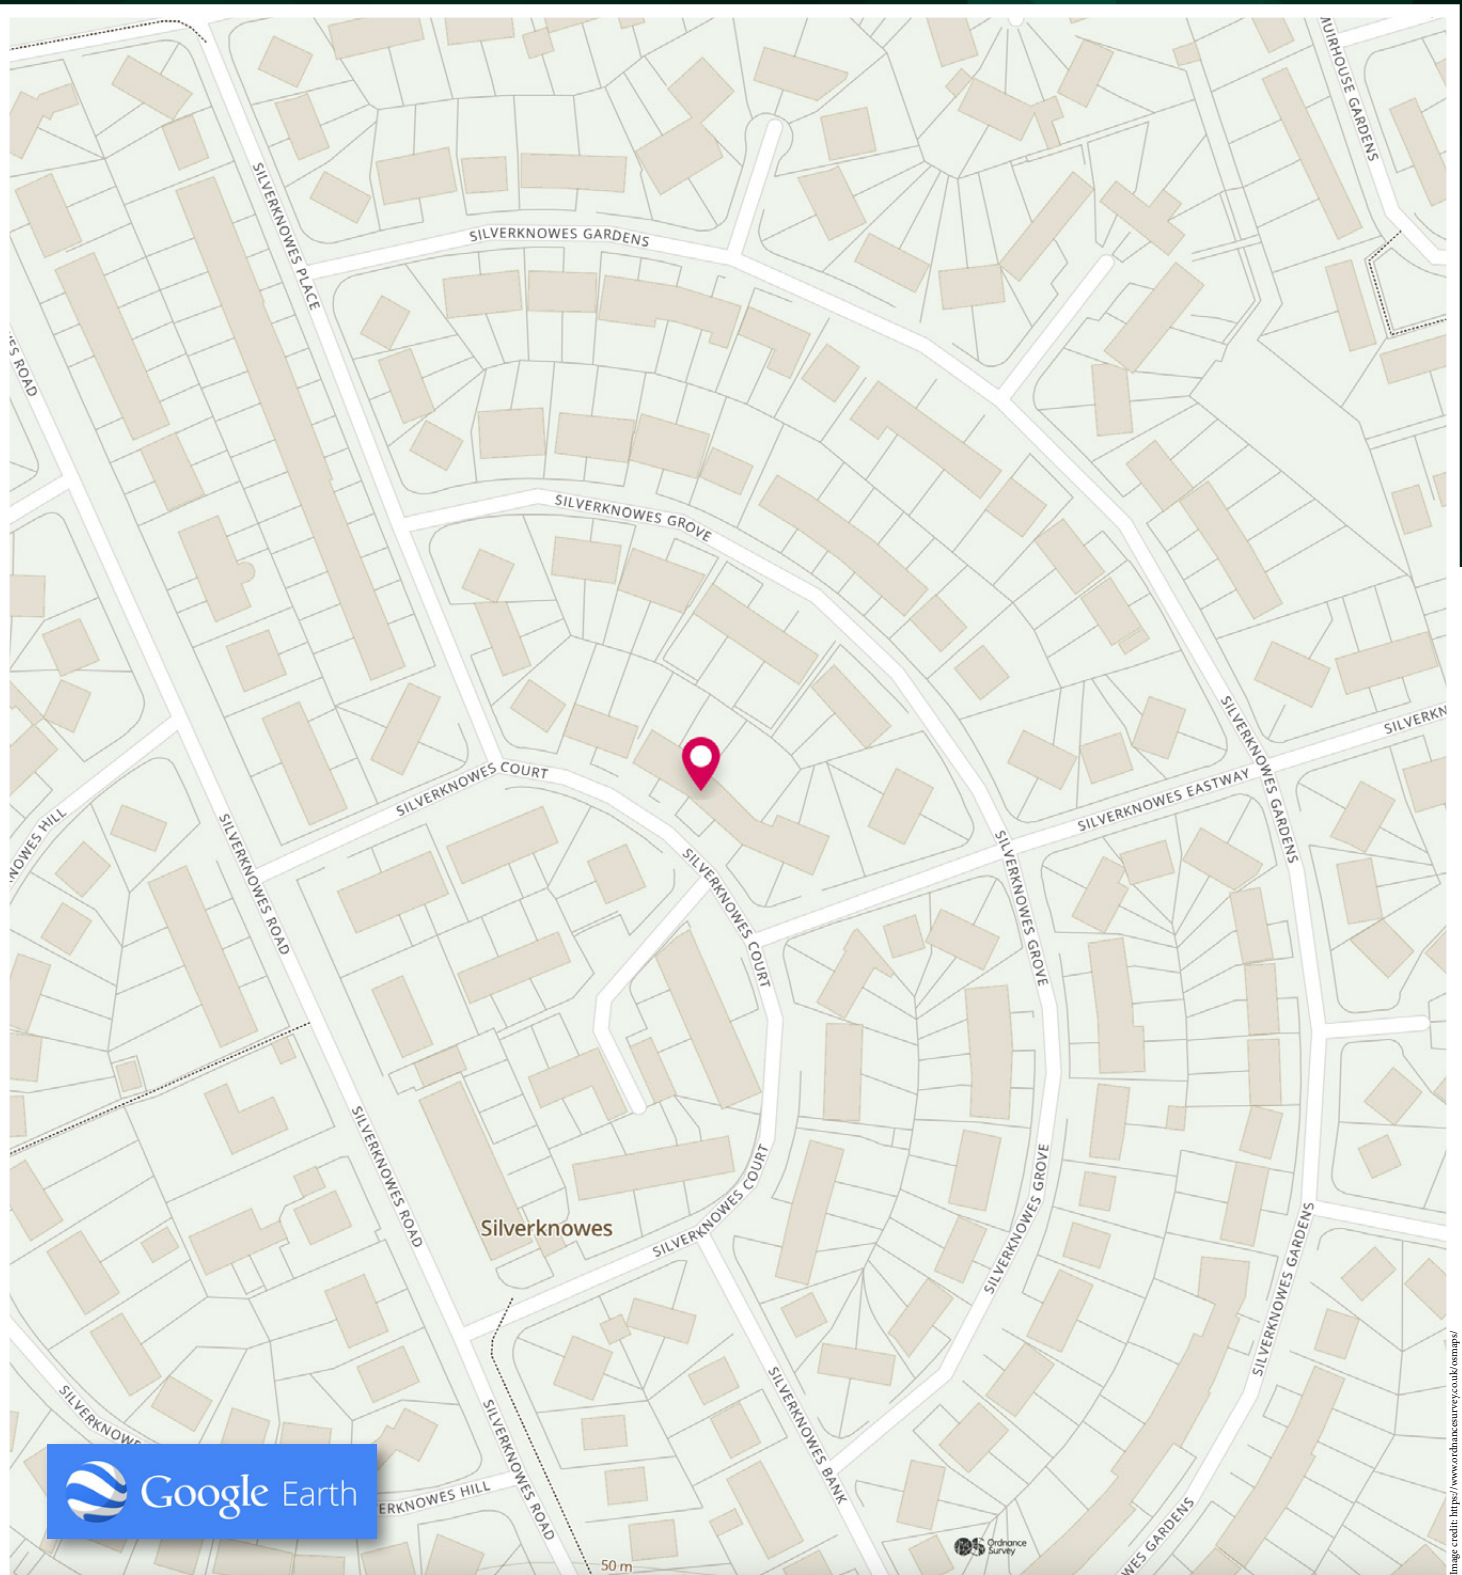 MUIRHOUSE GARDENS
SILVERKNOWES PLACE
SILVERKNOWES GARDENS
ES ROAD
SILVERKNOWES GROVE
SILVERKNOWES GARDENS
SILVERKN
SILVERKNOWES COURT
SILVERKNOWES EASTWAY
NOWES HILL
SILVERKNOWES ROAD
SILVERKNOWES COURT
SILVERKNOWES GROVE
SILVERKNOWES ROAD
SILVERKNOWES COURT
SILVERKNOWES GROVE
SILVERKNOWES GARDENS
Silverknowes
SILVERKNOWES BANK
SILVERKNOWE
SILVERKNOWES ROAD
Google Earth
ERKNOWES HILL
WES GARDENS
Ordnance
Survey
50 m
Image credit: https://www.ordnancesurvey.co.uk/osmaps/